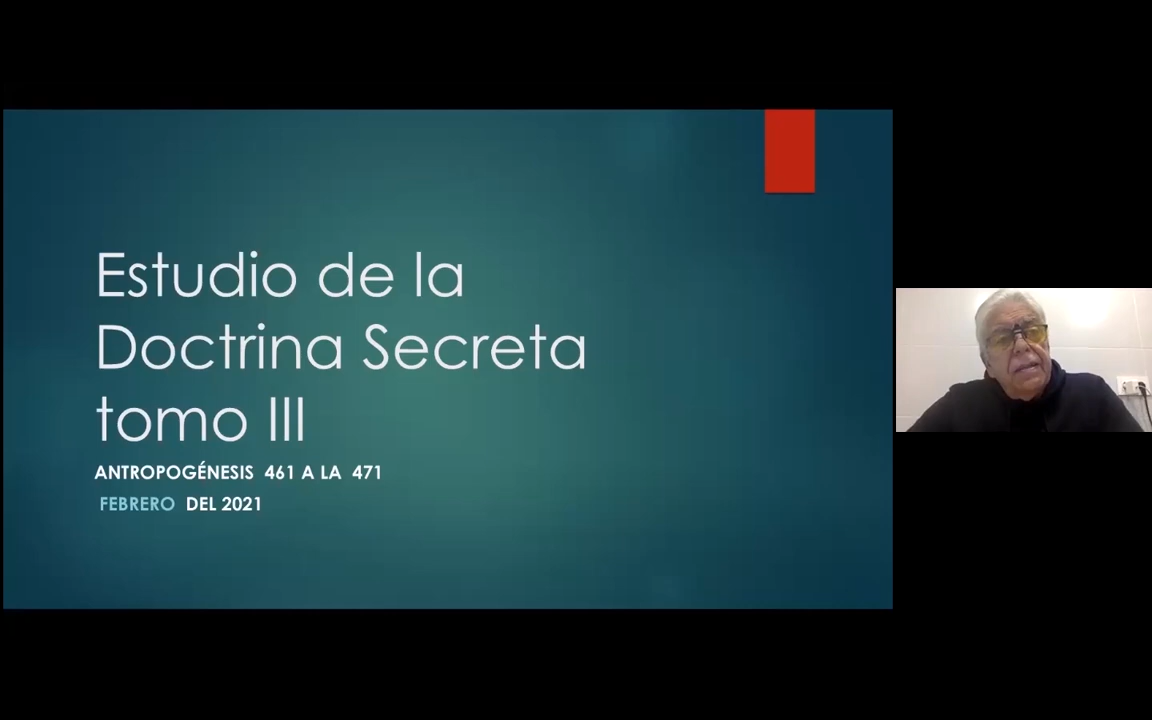 Estudio de la
Doctrina Secreta
tomo III
ANTROPOGÉNESIS 461 A LA 471
FEBRERO DEL 2021